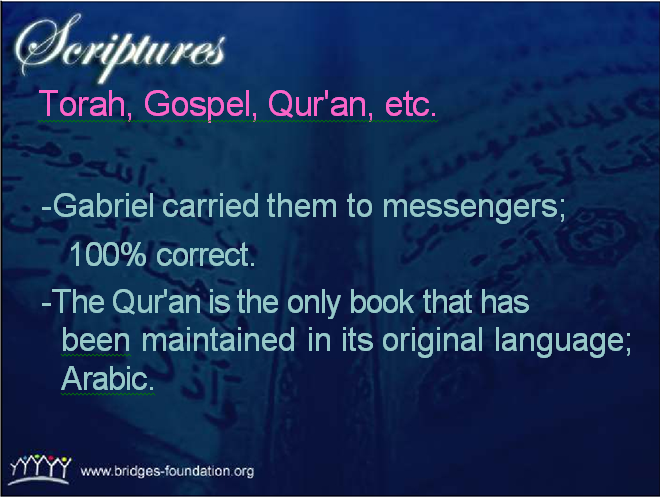 Scriptures
Torah, Gospel, Qur'an, etc.
-Gabriel carried them to messengers;
100% correct.
-The Qur'an is the only book that has
been maintained in its original language;
Arabic.
www.bridges-foundation.org